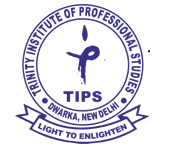 TRINITY INSTITUTE OF PROFESSIONAL STUDIES
TIPS
DWARKA, NEW DELHI
LIGHT TO ENLIGHTEN